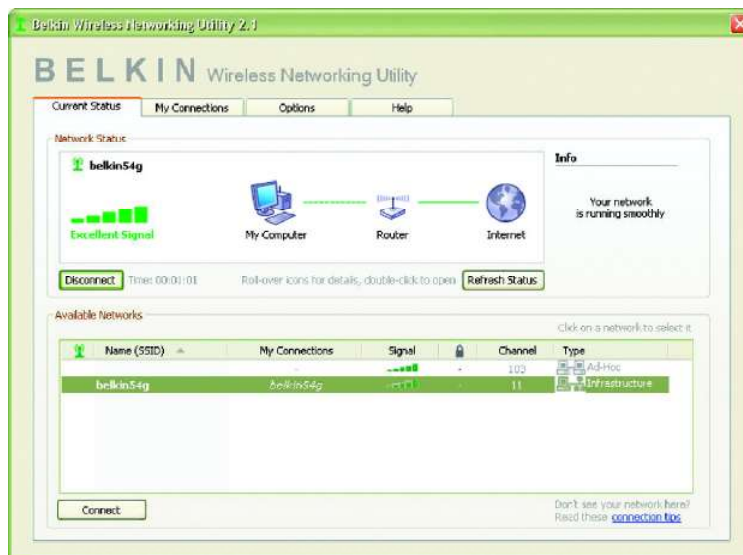 Belkin Wireless Networking Utility 2.1
BELKIN Wireless Networking Utility
Current Status My Connections Options Help
Network Status
belkin54g
Excellent Signal
My Computer Router Internet
Info
Your network
is running smoothly
Disconnect Time: 00:01:01 Roll-over icons for details, double-click to open Refresh Status
Available Networks
Click on a network to select it
Name (SSID) My Connections Signal Channel Type
- - 103 Ad-Hoc
belkin54g belkin54g - 11 Infrastructure
Connect
Don't see your network here?
Read these connection tips